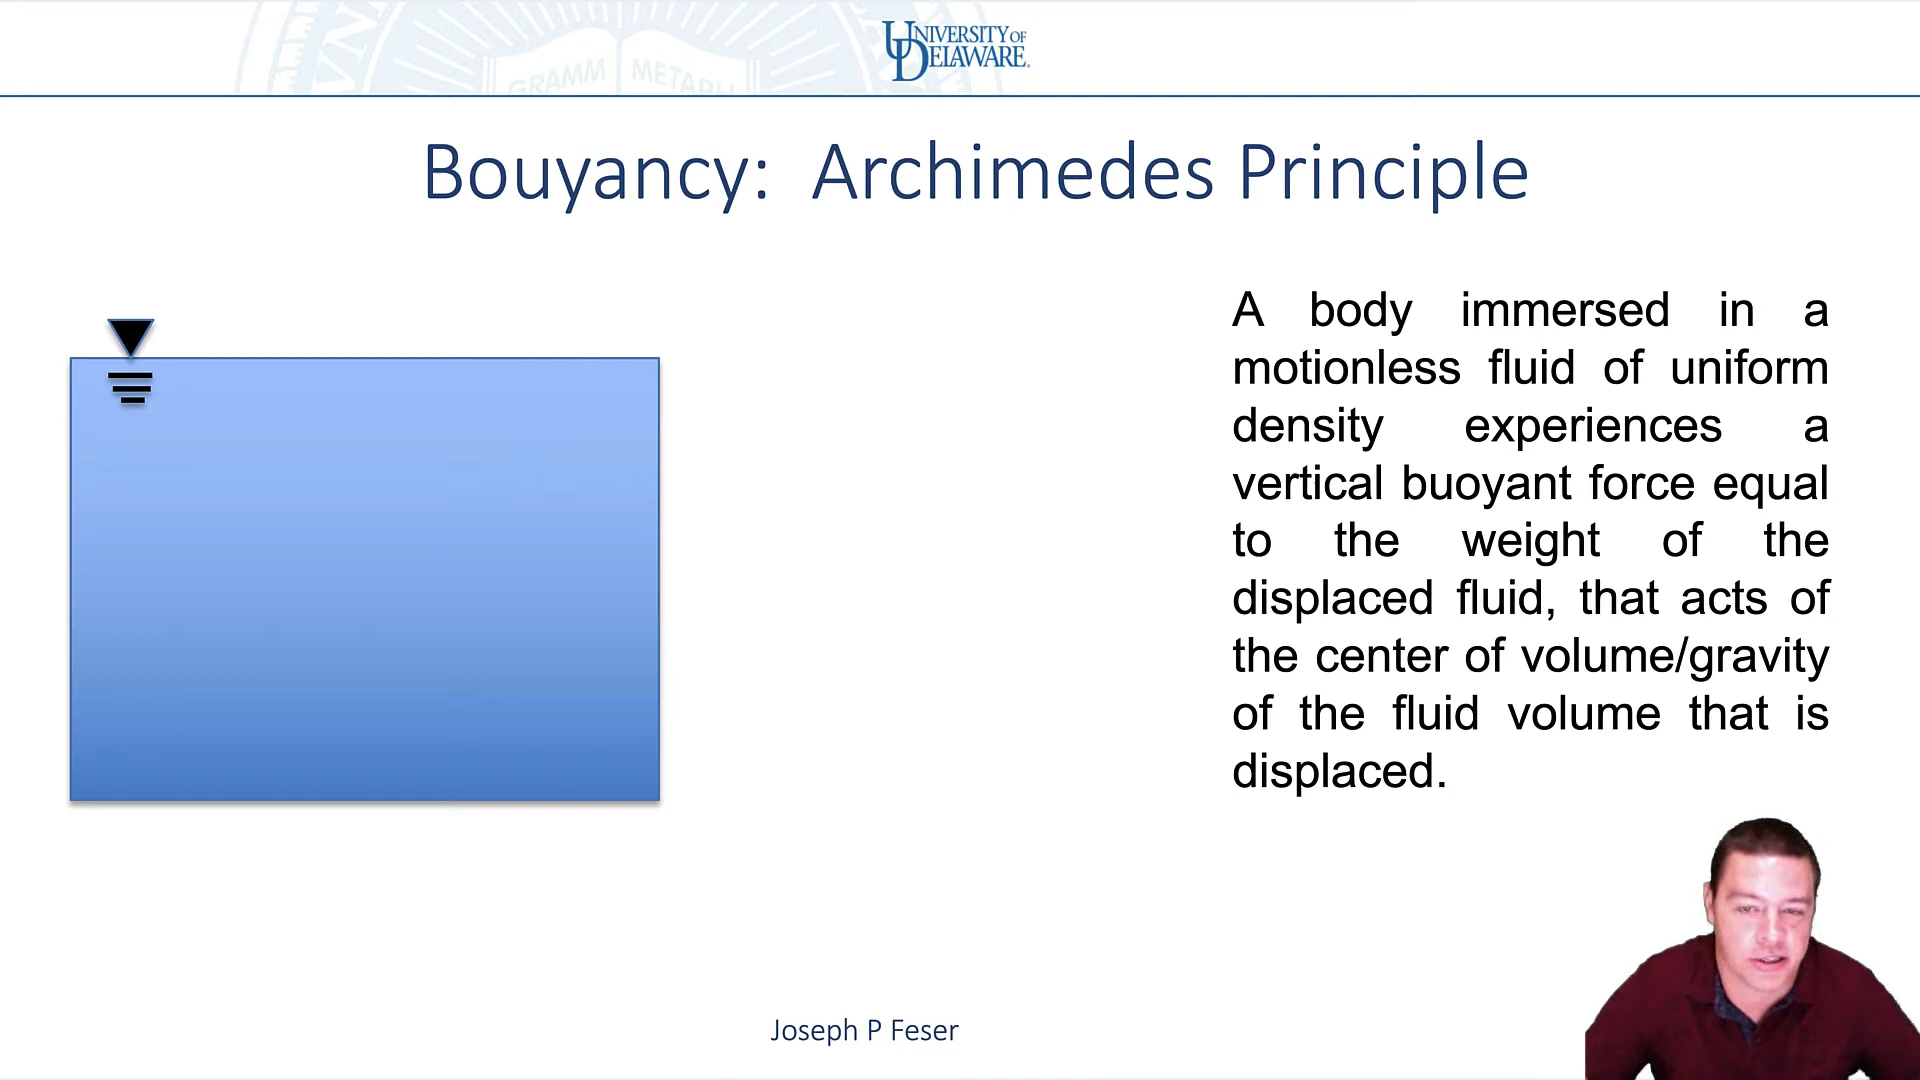 UNIVERSITY OF
DELAWARE.
GRAMM METAPH
Bouyancy: Archimedes Principle
A body immersed in a
motionless fluid of uniform
density experiences a
vertical buoyant force equal
to the weight of the
displaced fluid, that acts of
the center of volume/gravity
of the fluid volume that is
displaced.
Joseph P Feser